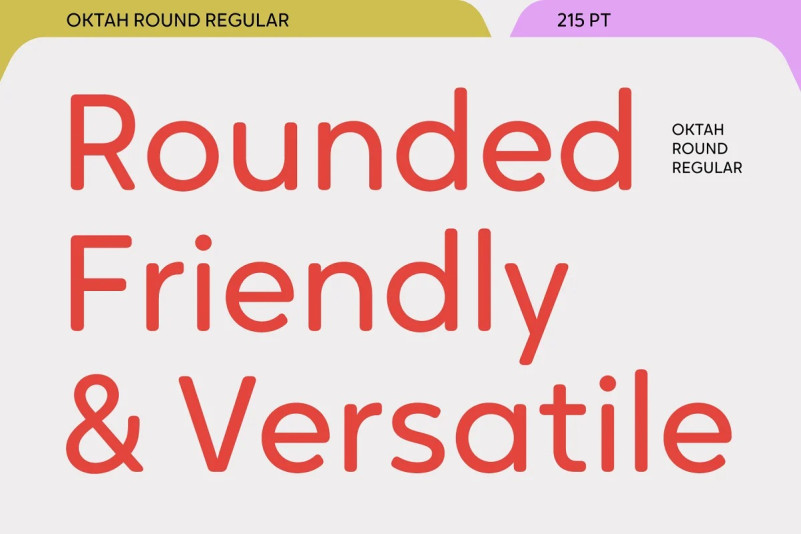 OKTAH ROUND REGULAR
215 PT
Rounded
OKTAH
ROUND
REGULAR
Friendly
& Versatile